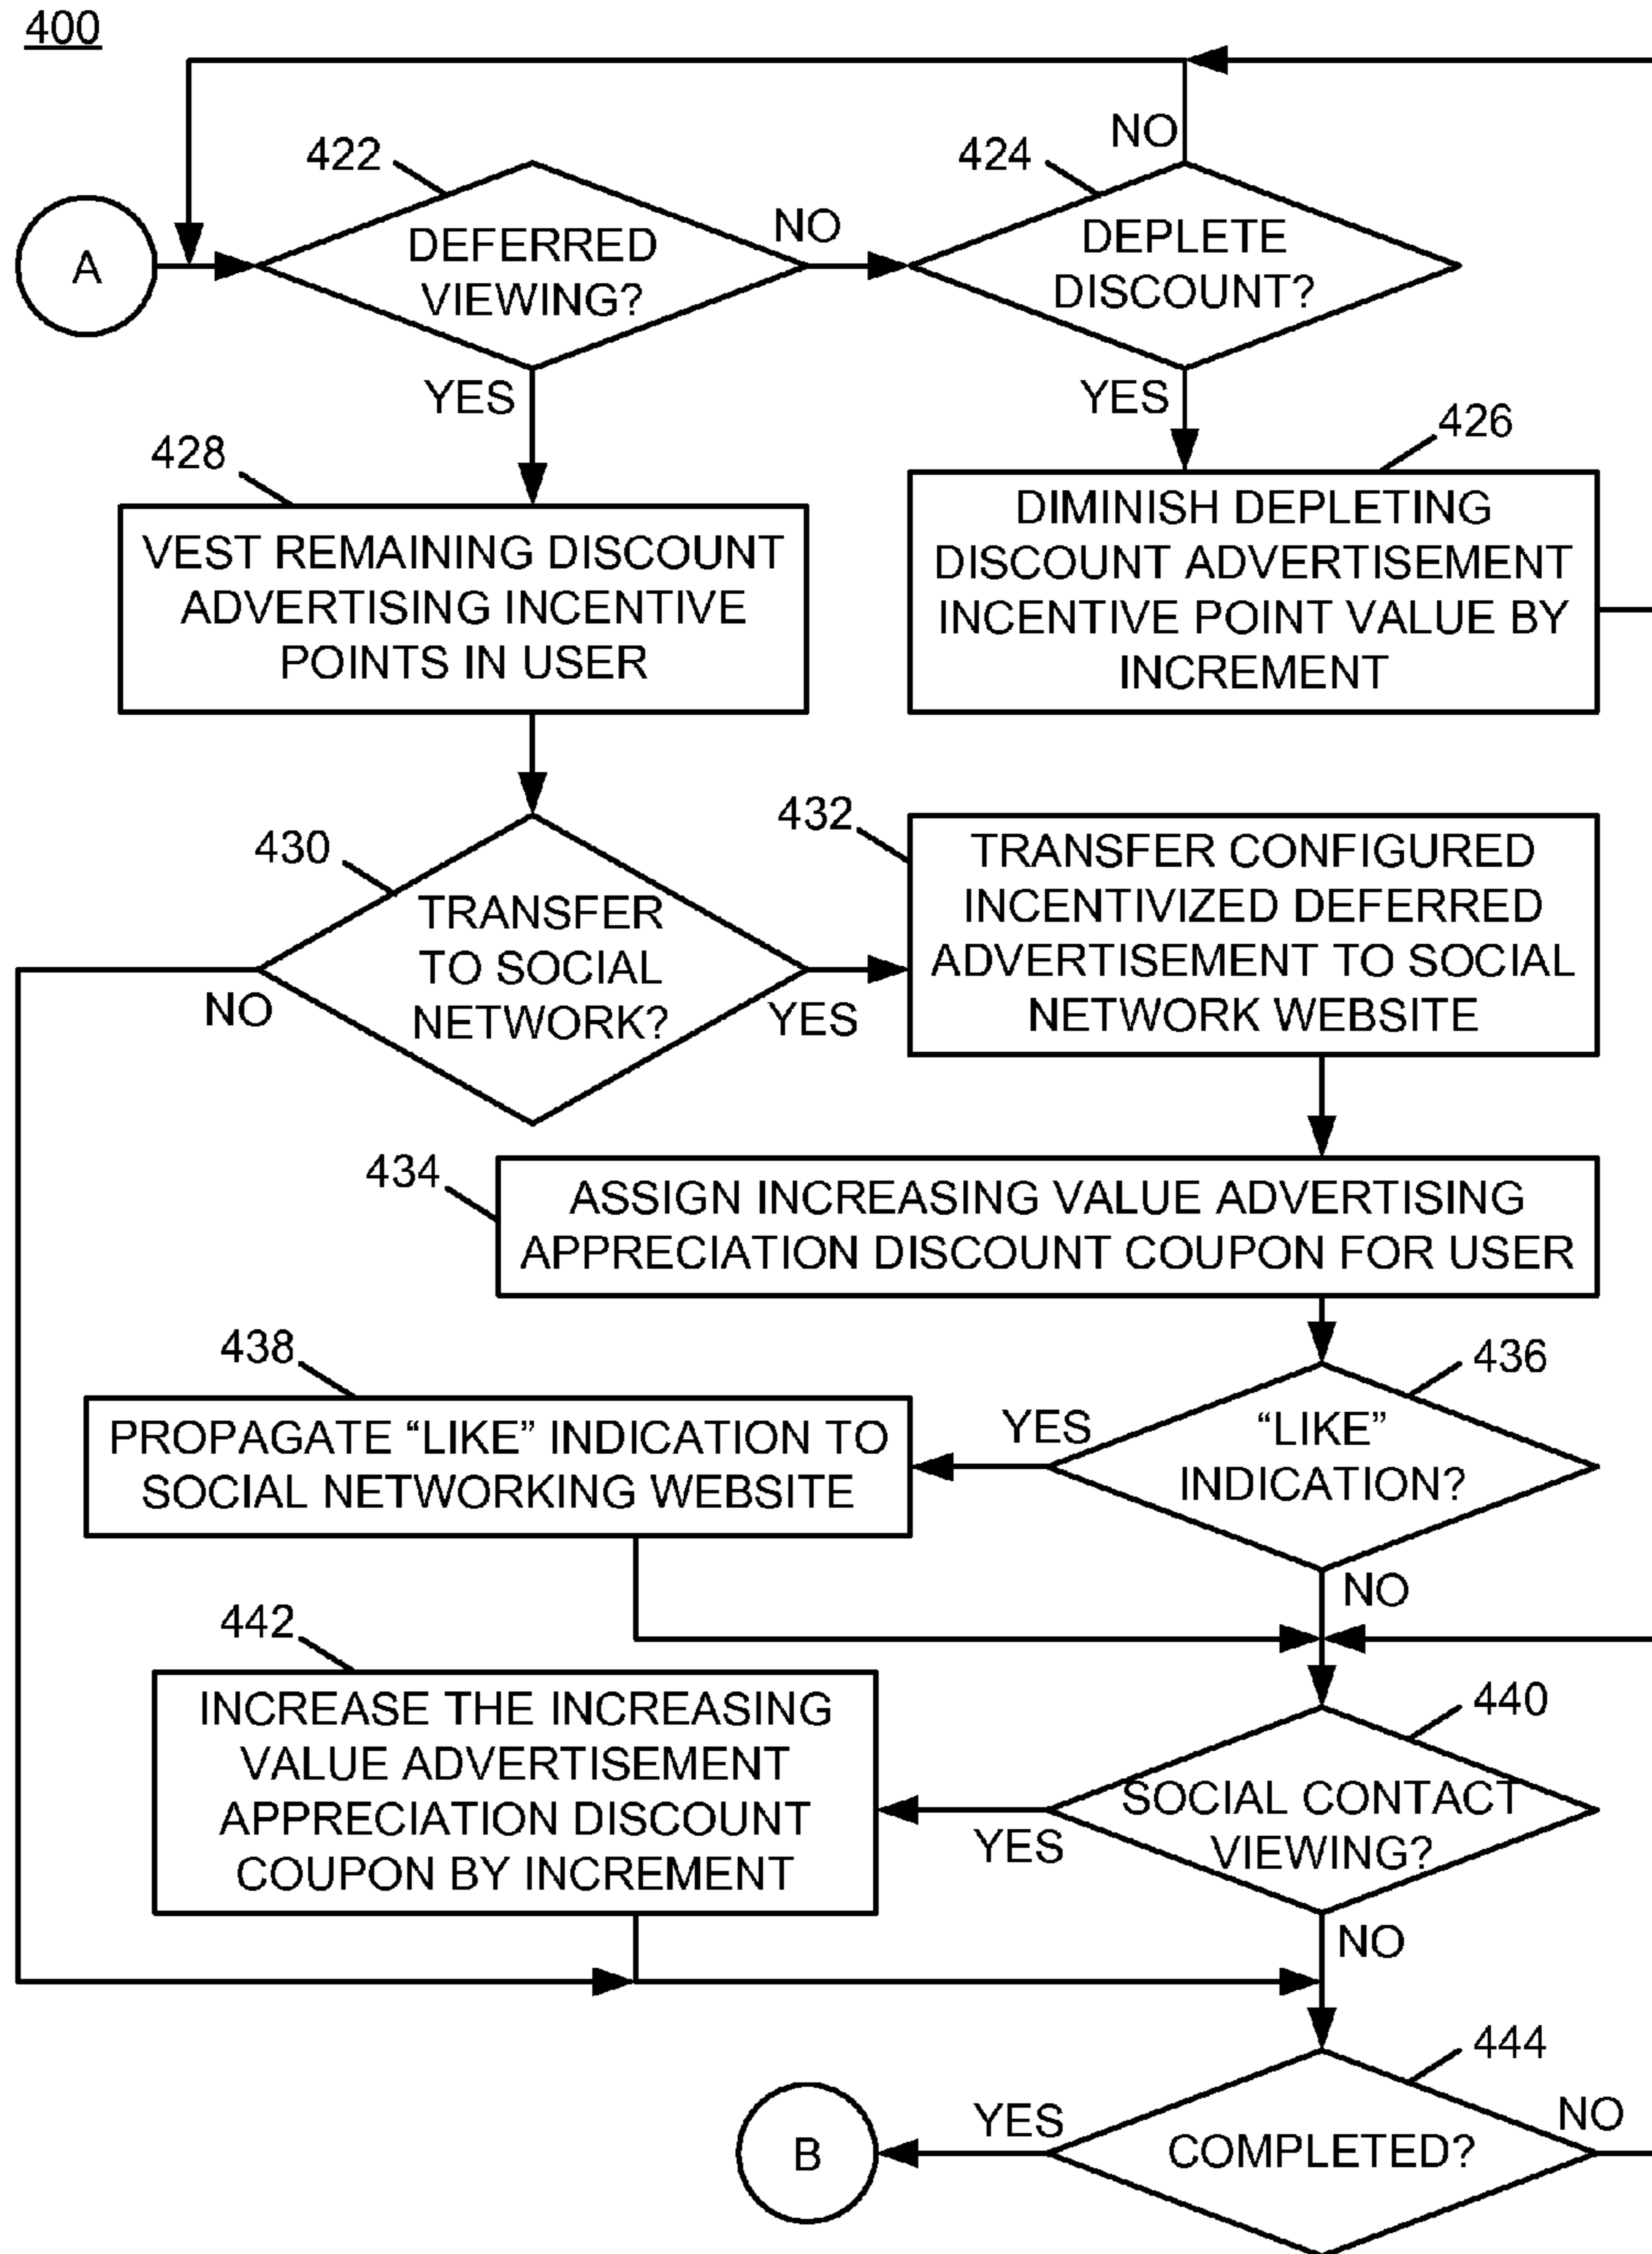 400
422
424
NO
A
DEFERRED
VIEWING?
NO
DEPLETE
DISCOUNT?
YES
YES
428
426
VEST REMAINING DISCOUNT
ADVERTISING INCENTIVE
POINTS IN USER
DIMINISH DEPLETING
DISCOUNT ADVERTISEMENT
INCENTIVE POINT VALUE BY
INCREMENT
430
TRANSFER
TO SOCIAL
NETWORK?
NO
YES
432
TRANSFER CONFIGURED
INCENTIVIZED DEFERRED
ADVERTISEMENT TO SOCIAL
NETWORK WEBSITE
434
ASSIGN INCREASING VALUE ADVERTISING
APPRECIATION DISCOUNT COUPON FOR USER
438
436
PROPAGATE “LIKE” INDICATION TO
SOCIAL NETWORKING WEBSITE
YES
“LIKE”
INDICATION?
NO
442
440
INCREASE THE INCREASING
VALUE ADVERTISEMENT
APPRECIATION DISCOUNT
COUPON BY INCREMENT
YES
SOCIAL CONTACT
VIEWING?
NO
444
B
YES
COMPLETED?
NO